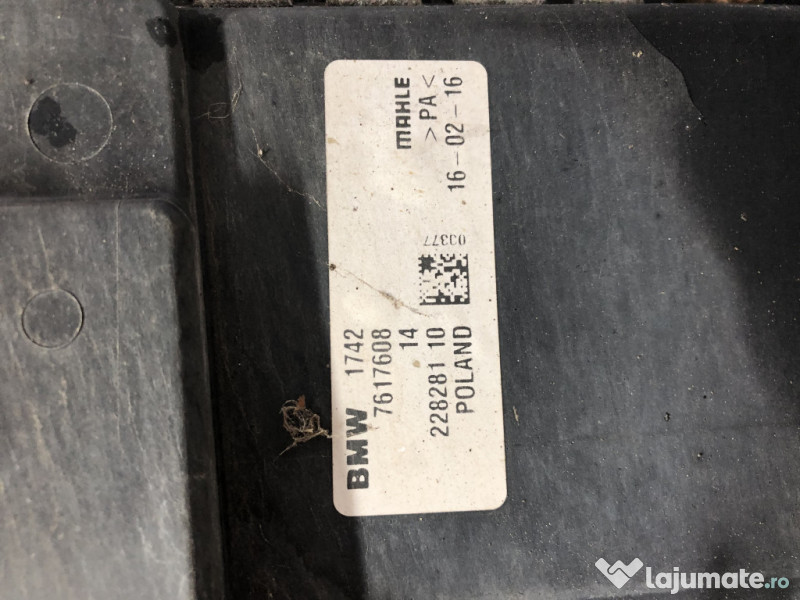 BMW 1742
7617608
14
228281 10
POLAND
03377
MAHLE
>PA<
16-02-16
Lajumate.ro